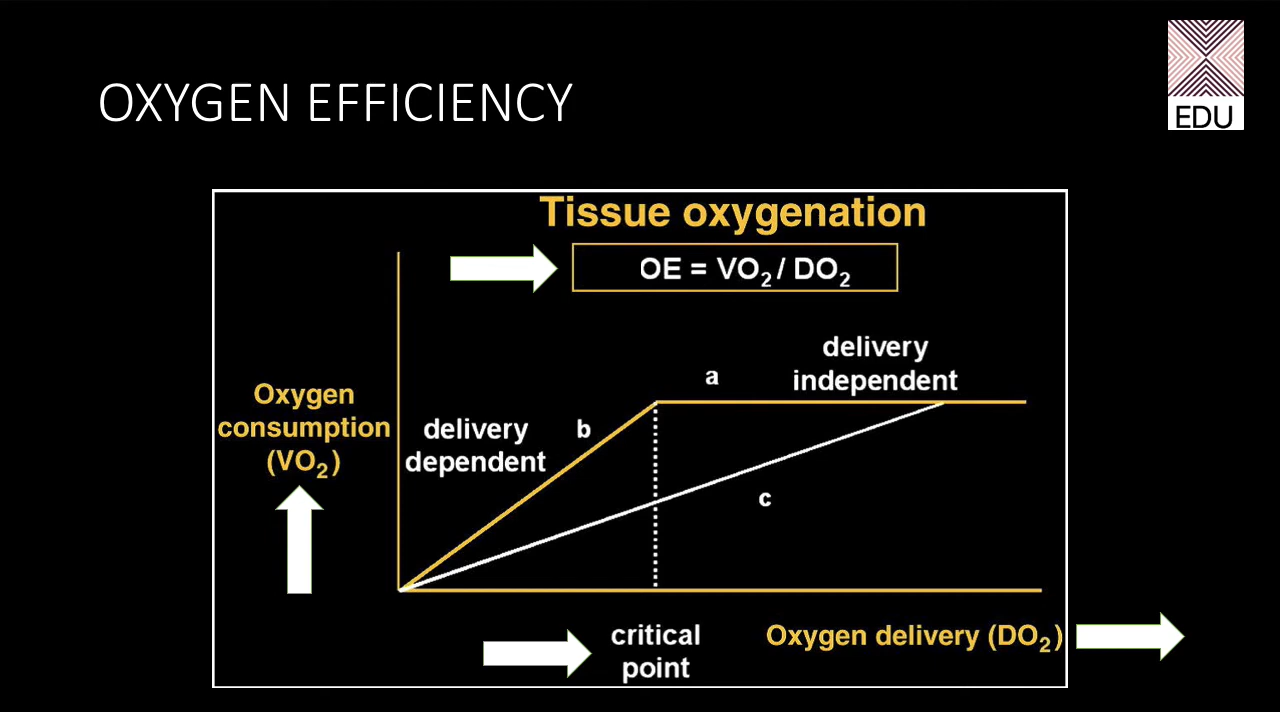 OXYGEN EFFICIENCY
EDU
Tissue oxygenation
OE = VO₂ / DO₂
delivery
independent
a
Oxygen
consumption
(VO₂)
delivery
dependent
b
c
critical
point
Oxygen delivery (DO₂)